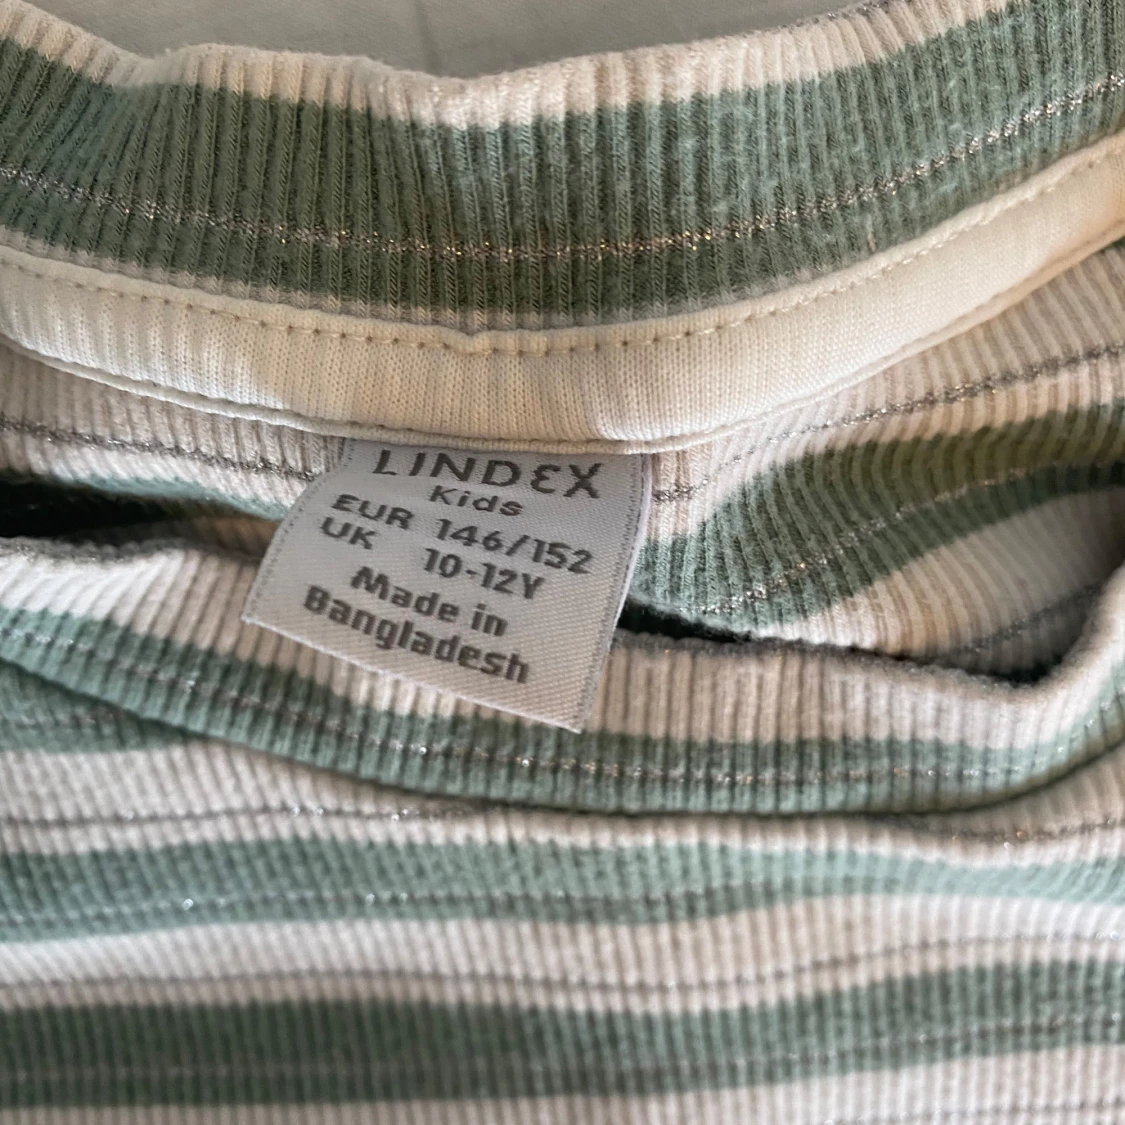 LINDEX
Kids
EUR 146/152
UK 10-12Y
Made in
Bangladesh